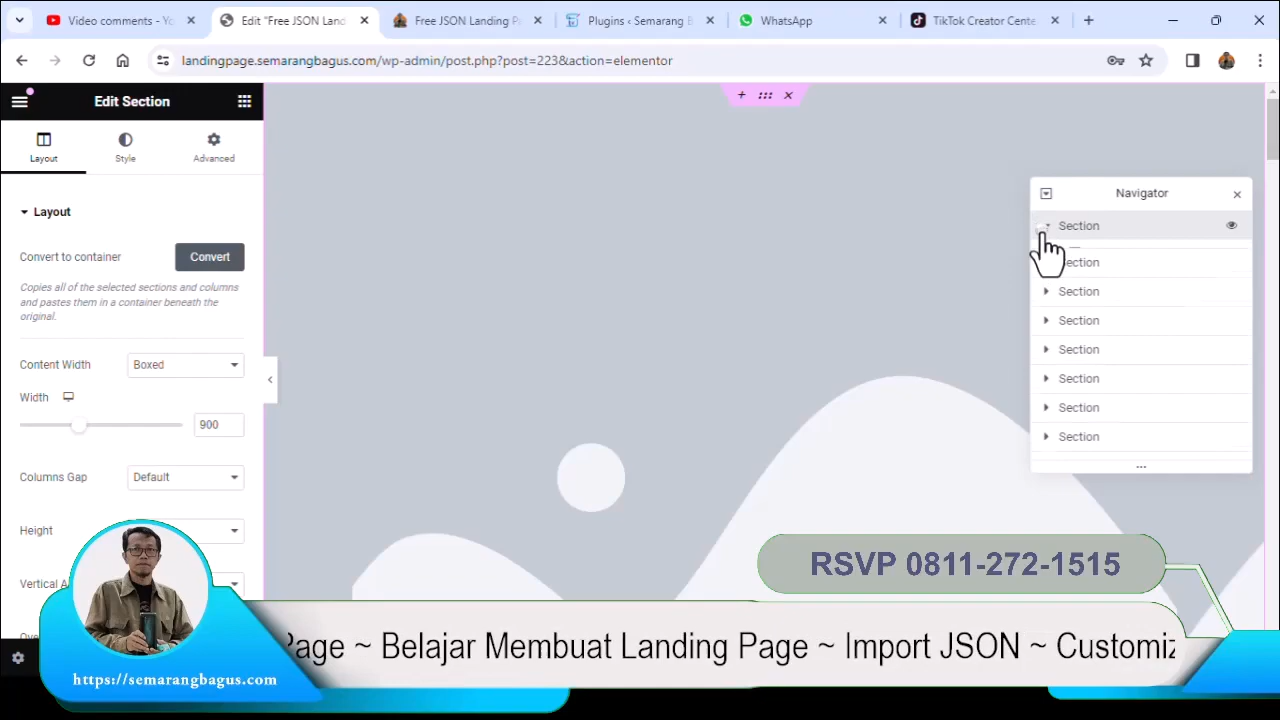 Video comments - Yo
Edit "Free JSON Land
Free JSON Landing P
Plugins ‹ Semarang B
WhatsApp
TikTok Creator Cente
landingpage.semarangbagus.com/wp-admin/post.php?post=223&action=elementor
Edit Section
Layout
Style
Advanced
Layout
Convert to container
Convert
Copies all of the selected sections and columns
and pastes them in a container beneath the
original.
Content Width
Boxed
Width
900
Columns Gap
Default
Height
Vertical A
Navigator
Section
ection
Section
Section
Section
Section
Section
Section
RSVP 0811-272-1515
Page ~ Belajar Membuat Landing Page ~ Import JSON ~ Customiz
https://semarangbagus.com